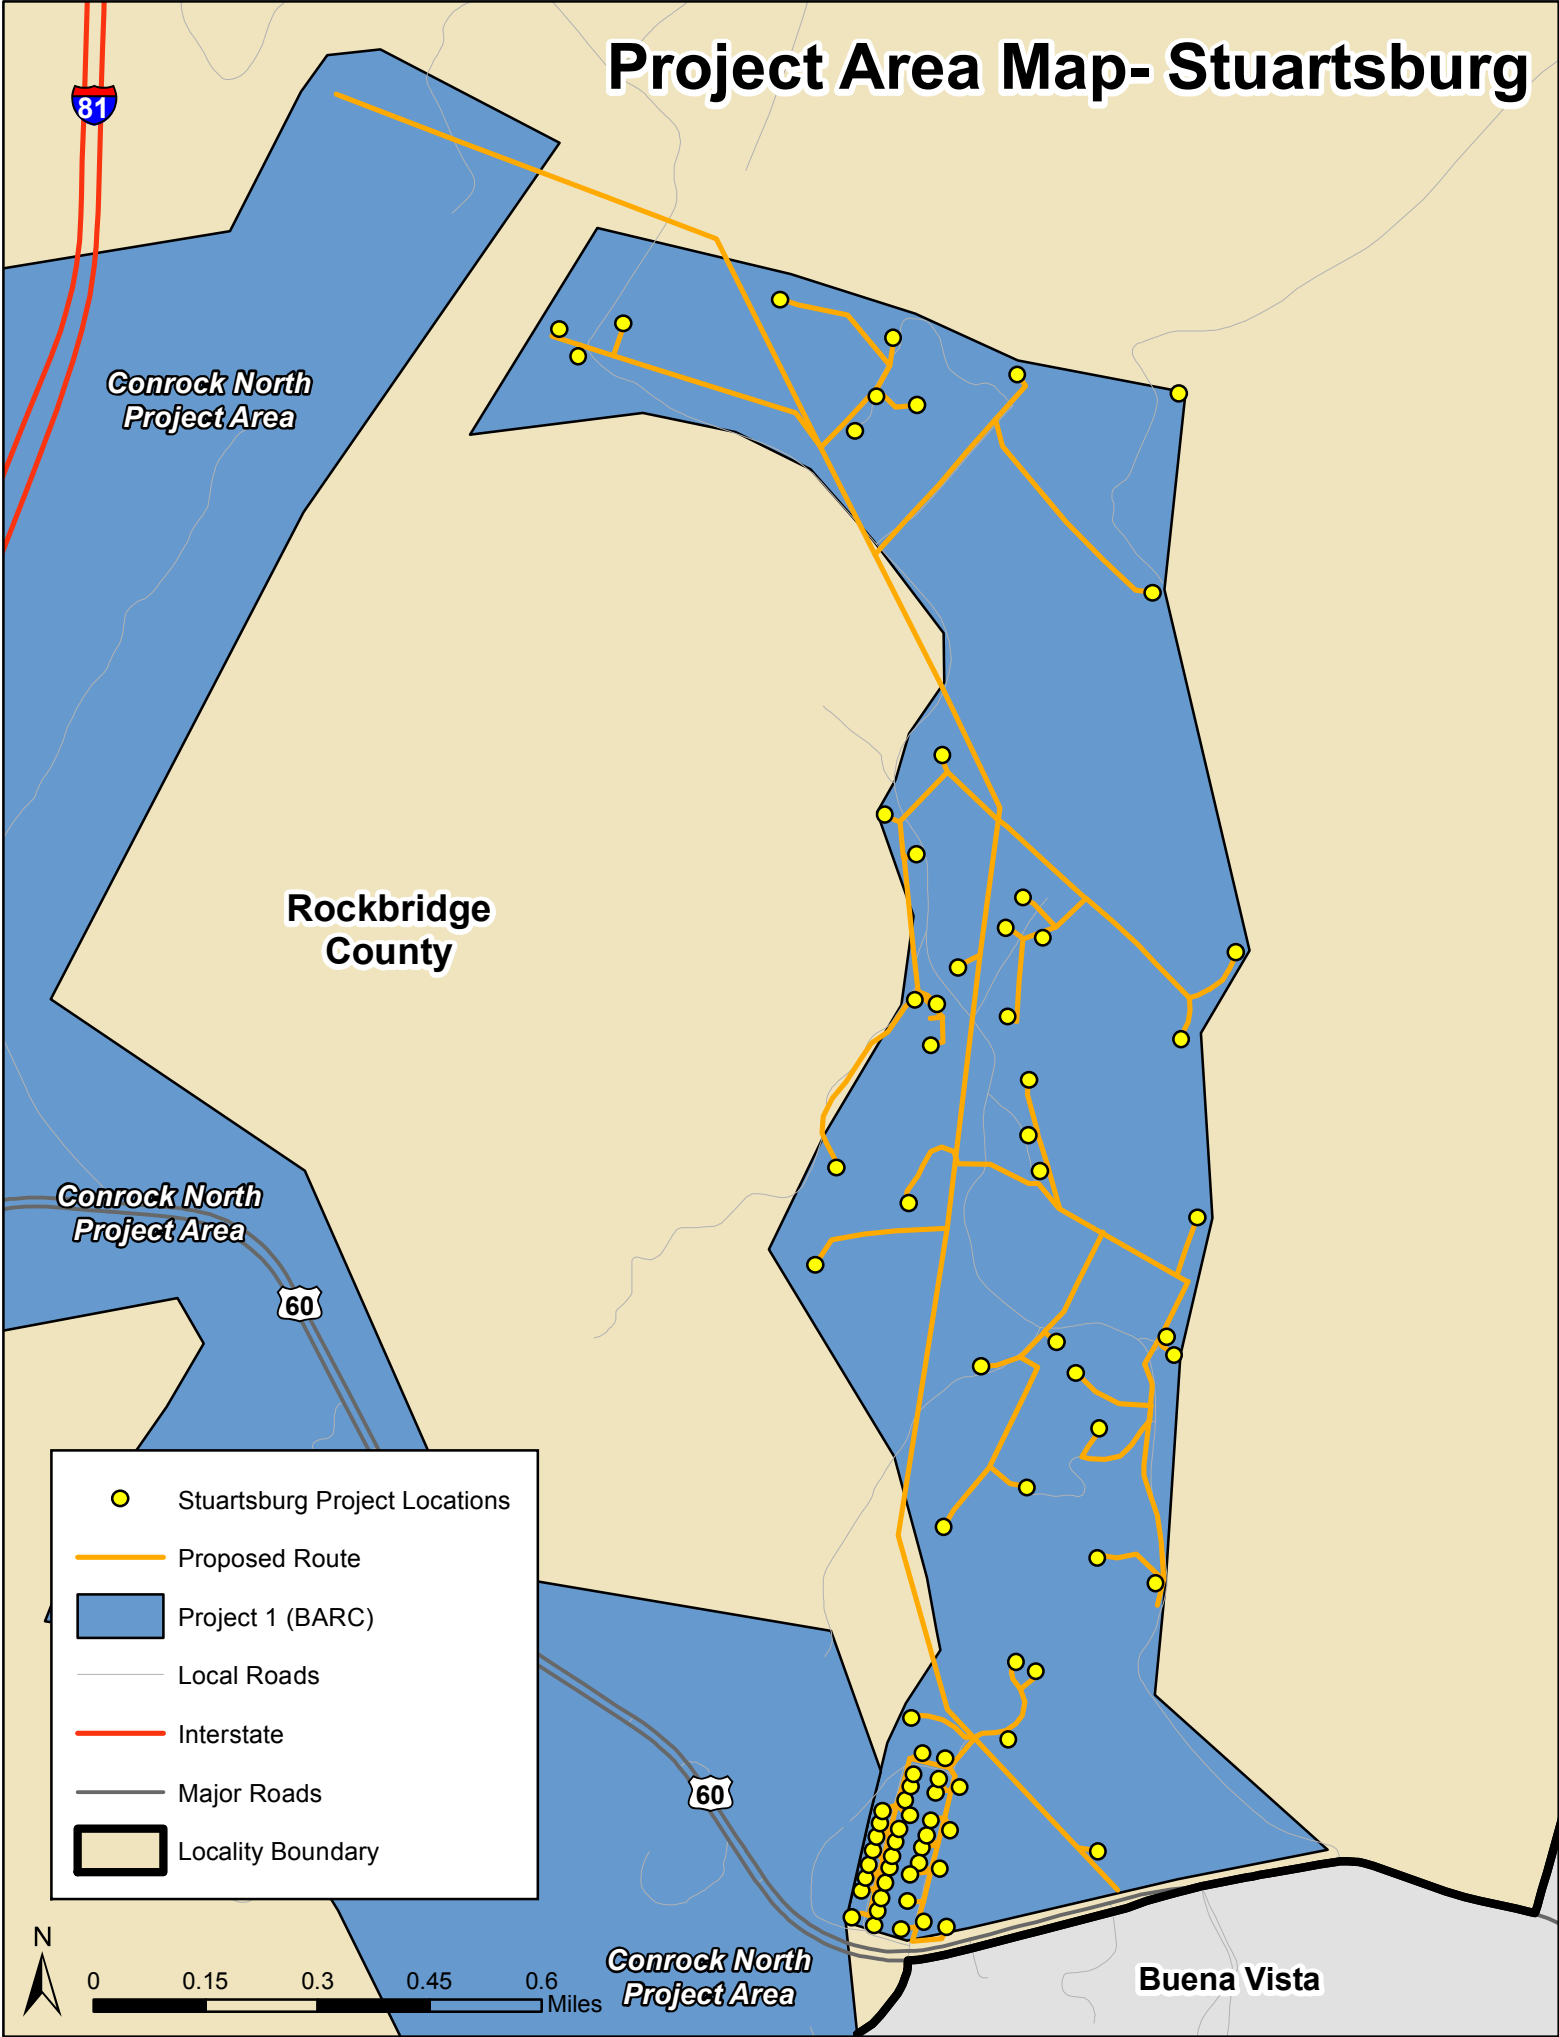 Project Area Map- Stuartsburg
81
Conrock North
Project Area
Rockbridge
County
Conrock North
Project Area
60
Stuartsburg Project Locations
Proposed Route
Project 1 (BARC)
Local Roads
Interstate
Major Roads
Locality Boundary
60
N
0 0.15 0.3 0.45 0.6
Miles
Conrock North
Project Area
Buena Vista